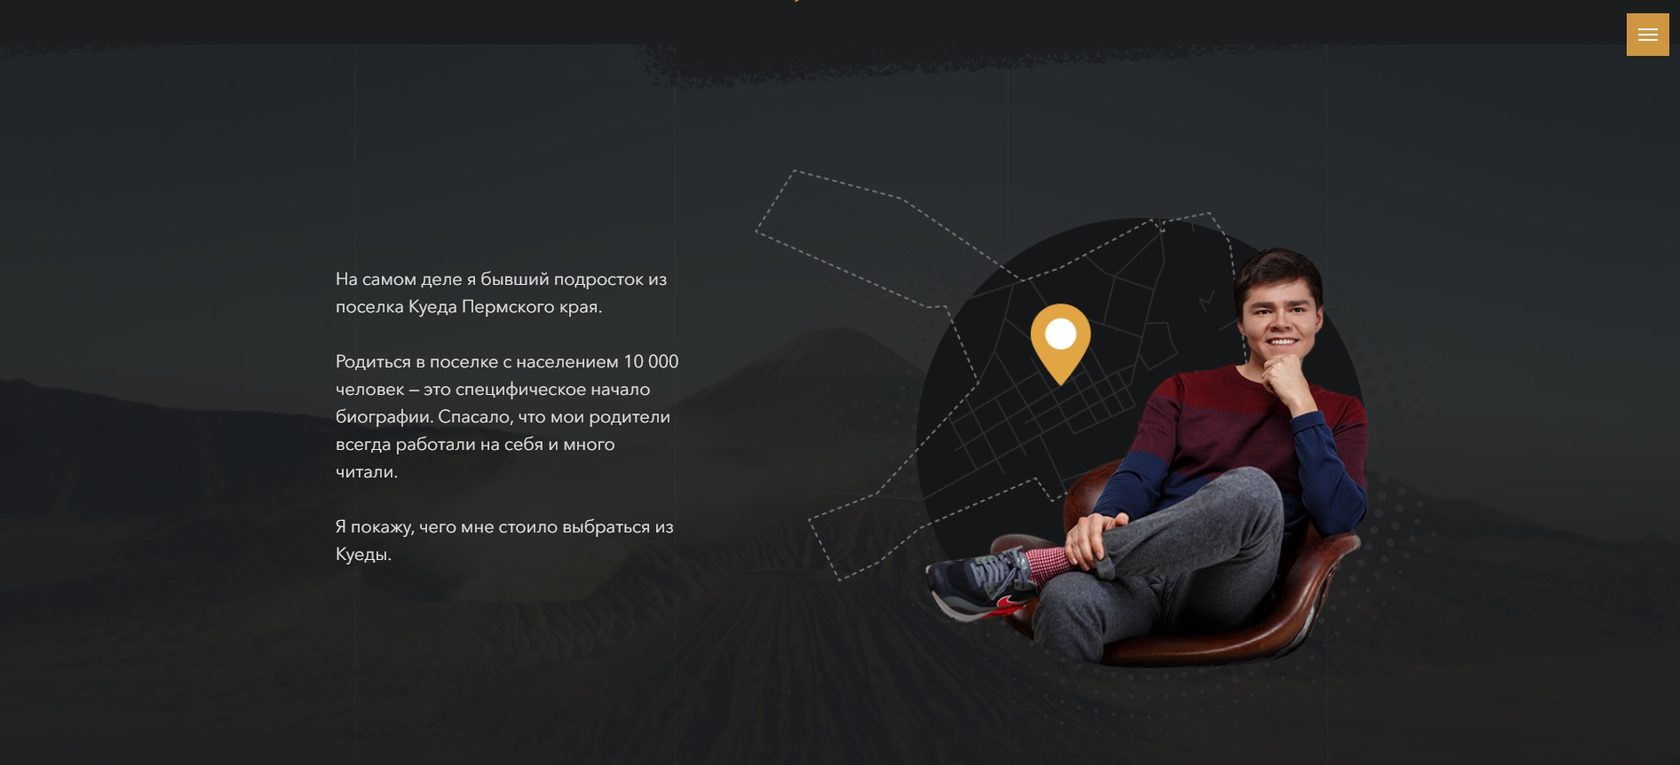 На самом деле я бывший подросток из
поселка Куеда Пермского края.
Родиться в поселке с населением 10 000
человек – это специфическое начало
биографии. Спасало, что мои родители
всегда работали на себя и много
читали.
Я покажу, чего мне стоило выбраться из
Куеды.